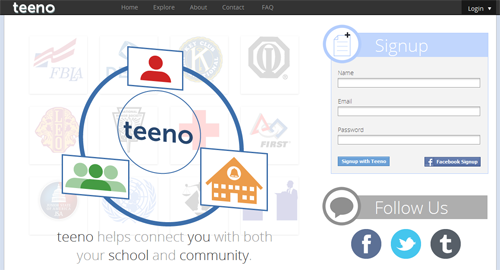 teeno
Home Explore About Contact FAQ
Login ▼
FBLA
FIRST
teeno
teeno helps connect you with both
your school and community.
Signup
Name
Email
Password
Signup with Teeno
Facebook Signup
Follow Us